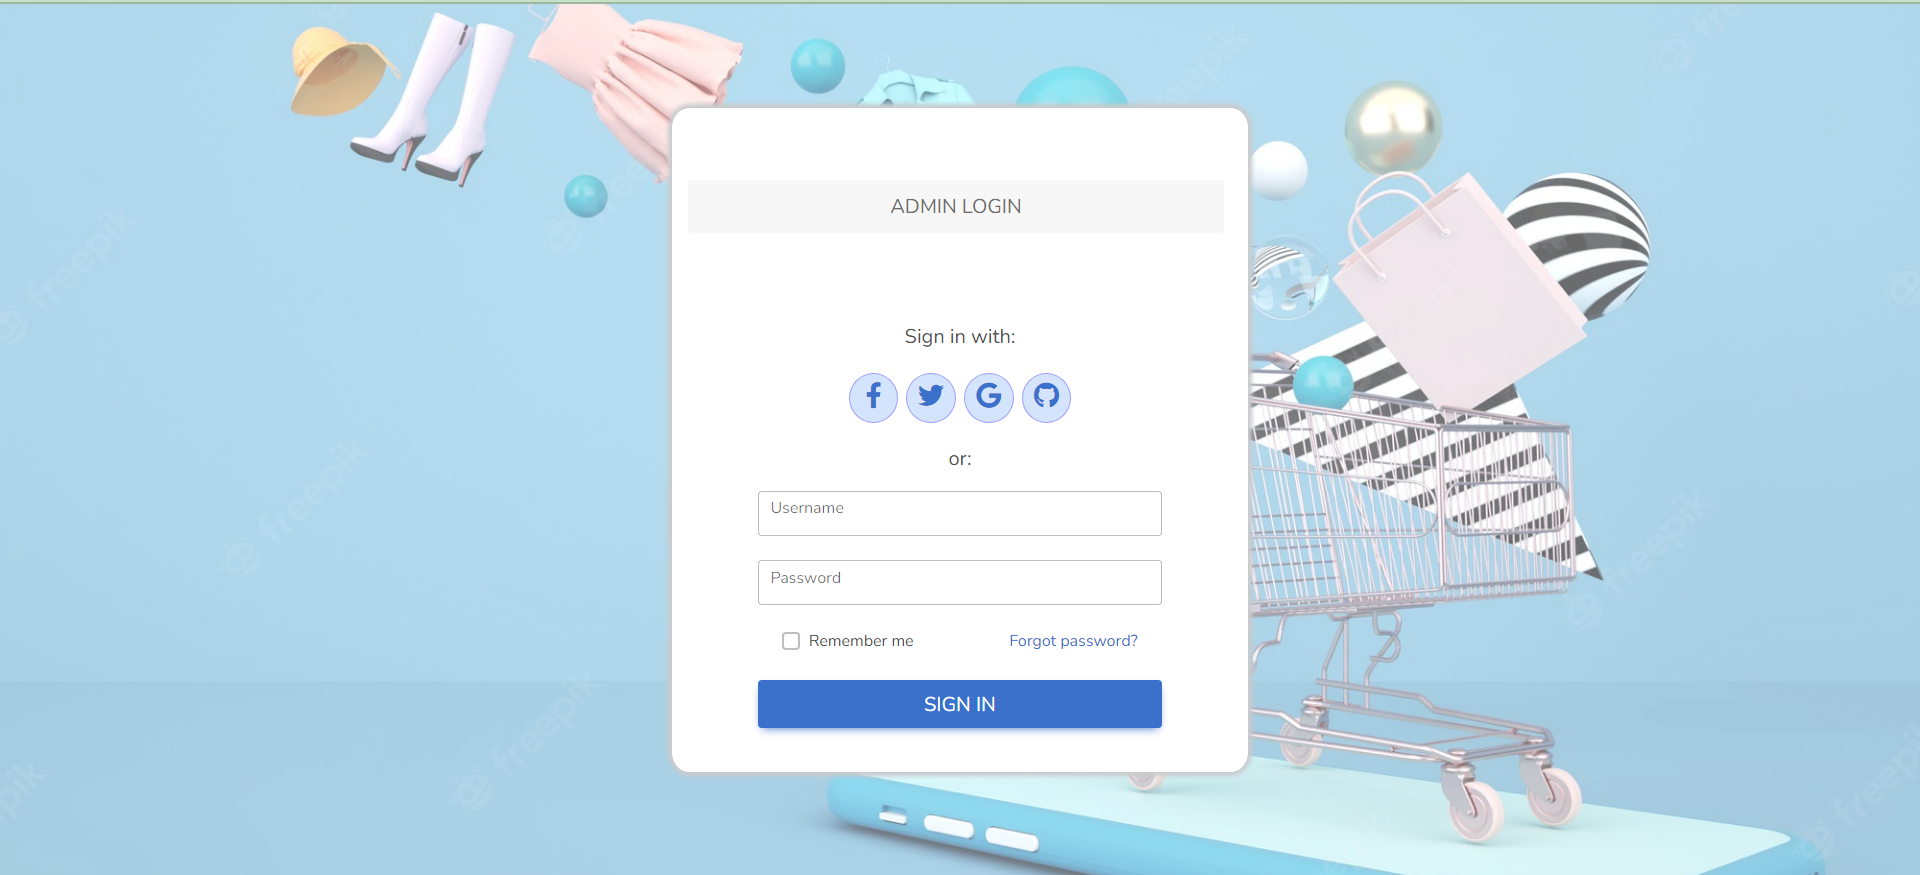 ADMIN LOGIN
Sign in with:
or:
Username
Password
Remember me Forgot password?
SIGN IN
freepik
freepik
freepik
freepik
freepik
freepik